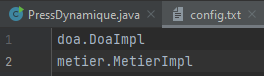 PressDynamique.java
config.txt
1 doa.DoaImpl
2 metier.MetierImpl